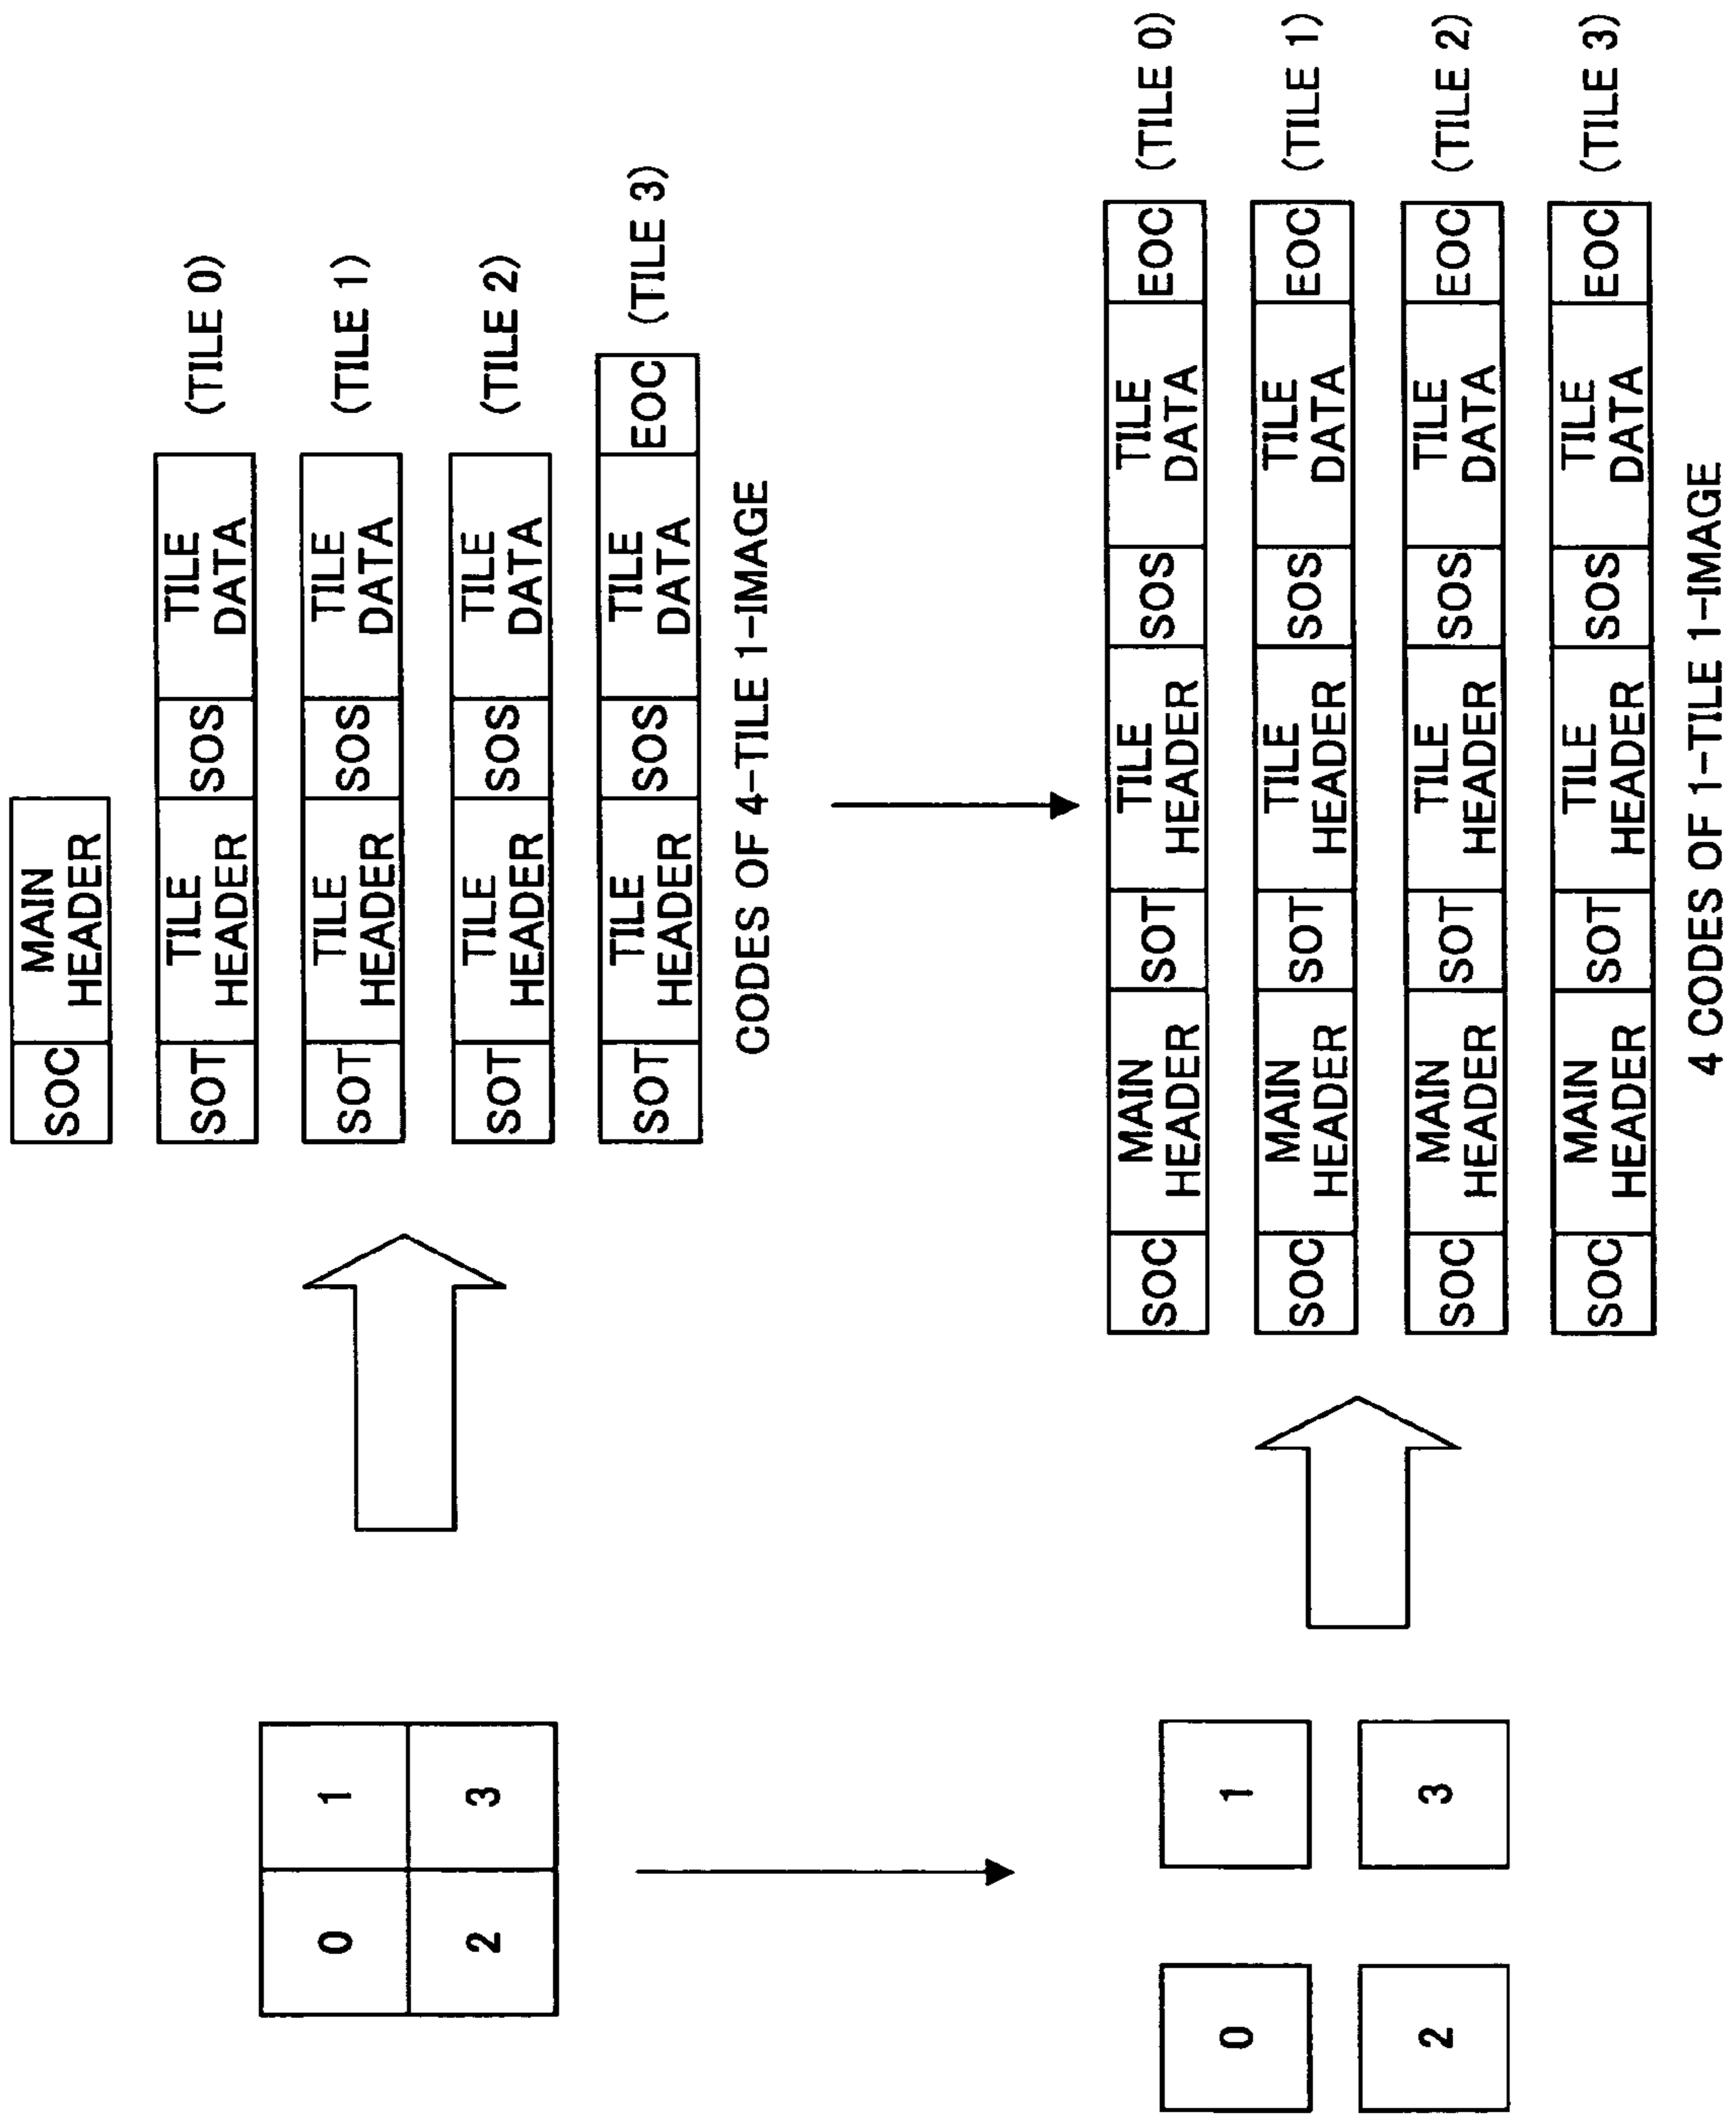 SOC MAIN HEADER
SOT TILE HEADER SOS TILE DATA (TILE 0)
SOT TILE HEADER SOS TILE DATA (TILE 1)
SOT TILE HEADER SOS TILE DATA (TILE 2)
SOT TILE HEADER SOS TILE DATA EOC (TILE 3)
CODES OF 4-TILE 1-IMAGE
0 1
2 3
SOC MAIN HEADER SOT TILE HEADER SOS TILE DATA EOC (TILE 0)
SOC MAIN HEADER SOT TILE HEADER SOS TILE DATA EOC (TILE 1)
SOC MAIN HEADER SOT TILE HEADER SOS TILE DATA EOC (TILE 2)
SOC MAIN HEADER SOT TILE HEADER SOS TILE DATA EOC (TILE 3)
4 CODES OF 1-TILE 1-IMAGE
0 1
2 3